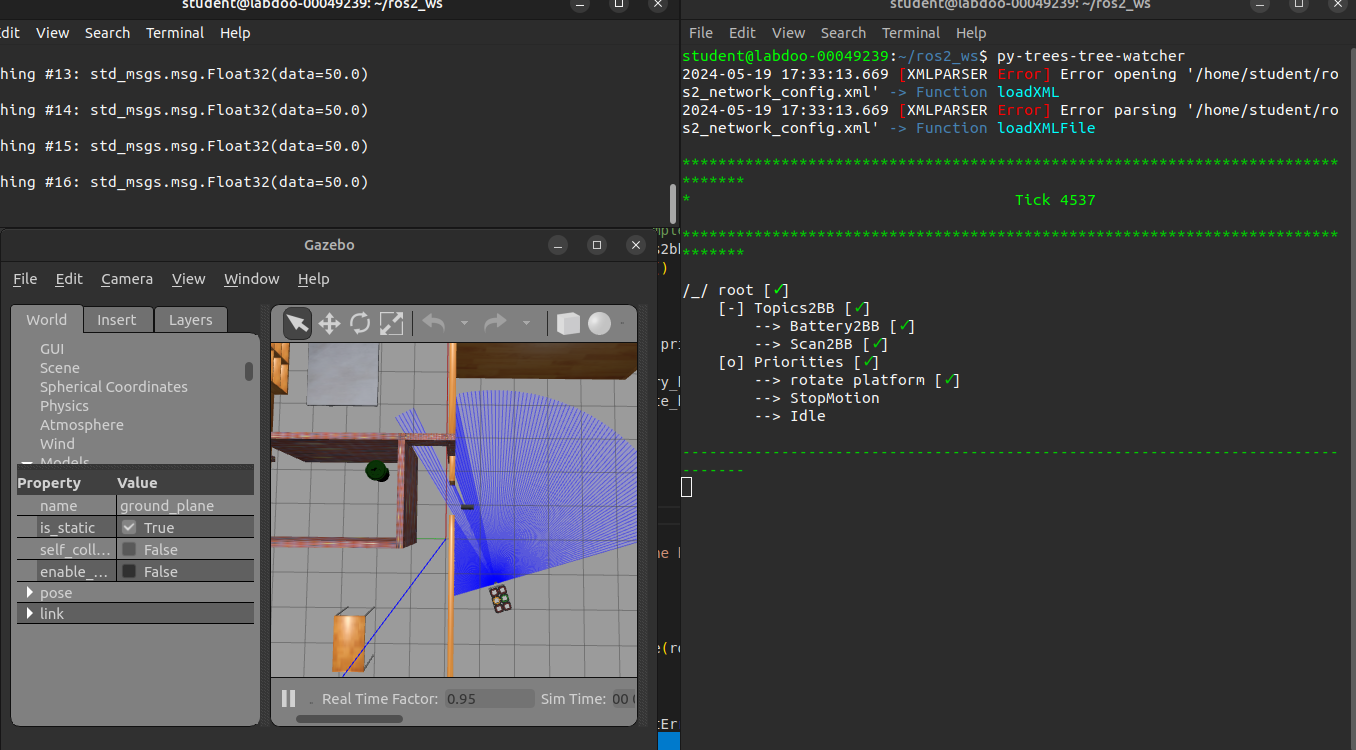 student@labdoo-00049239: ~/ros2_ws
dit View Search Terminal Help
hing #13: std_msgs.msg.Float32(data=50.0)
hing #14: std_msgs.msg.Float32(data=50.0)
hing #15: std_msgs.msg.Float32(data=50.0)
hing #16: std_msgs.msg.Float32(data=50.0)
Gazebo
File Edit Camera View Window Help
World Insert Layers
GUI
Scene
Spherical Coordinates
Physics
Atmosphere
Wind
Models
Property Value
name ground_plane
is_static True
self_coll... False
enable_... False
pose
link
Real Time Factor: 0.95 Sim Time: 00
student@labdoo-00049239: ~/ros2_ws
File Edit View Search Terminal Help
student@labdoo-00049239:~/ros2_ws$ py-trees-tree-watcher
2024-05-19 17:33:13.669 [XMLPARSER Error] Error opening '/home/student/ro
s2_network_config.xml' -> Function loadXML
2024-05-19 17:33:13.669 [XMLPARSER Error] Error parsing '/home/student/ro
s2_network_config.xml' -> Function loadXMLFile
*************************************************************************
*******
* Tick 4537
*************************************************************************
*******
/_/ root [✓]
[-] Topics2BB [✓]
--> Battery2BB [✓]
--> Scan2BB [✓]
[o] Priorities [✓]
--> rotate platform [✓]
--> StopMotion
--> Idle
-------------------------------------------------------------------------
-------